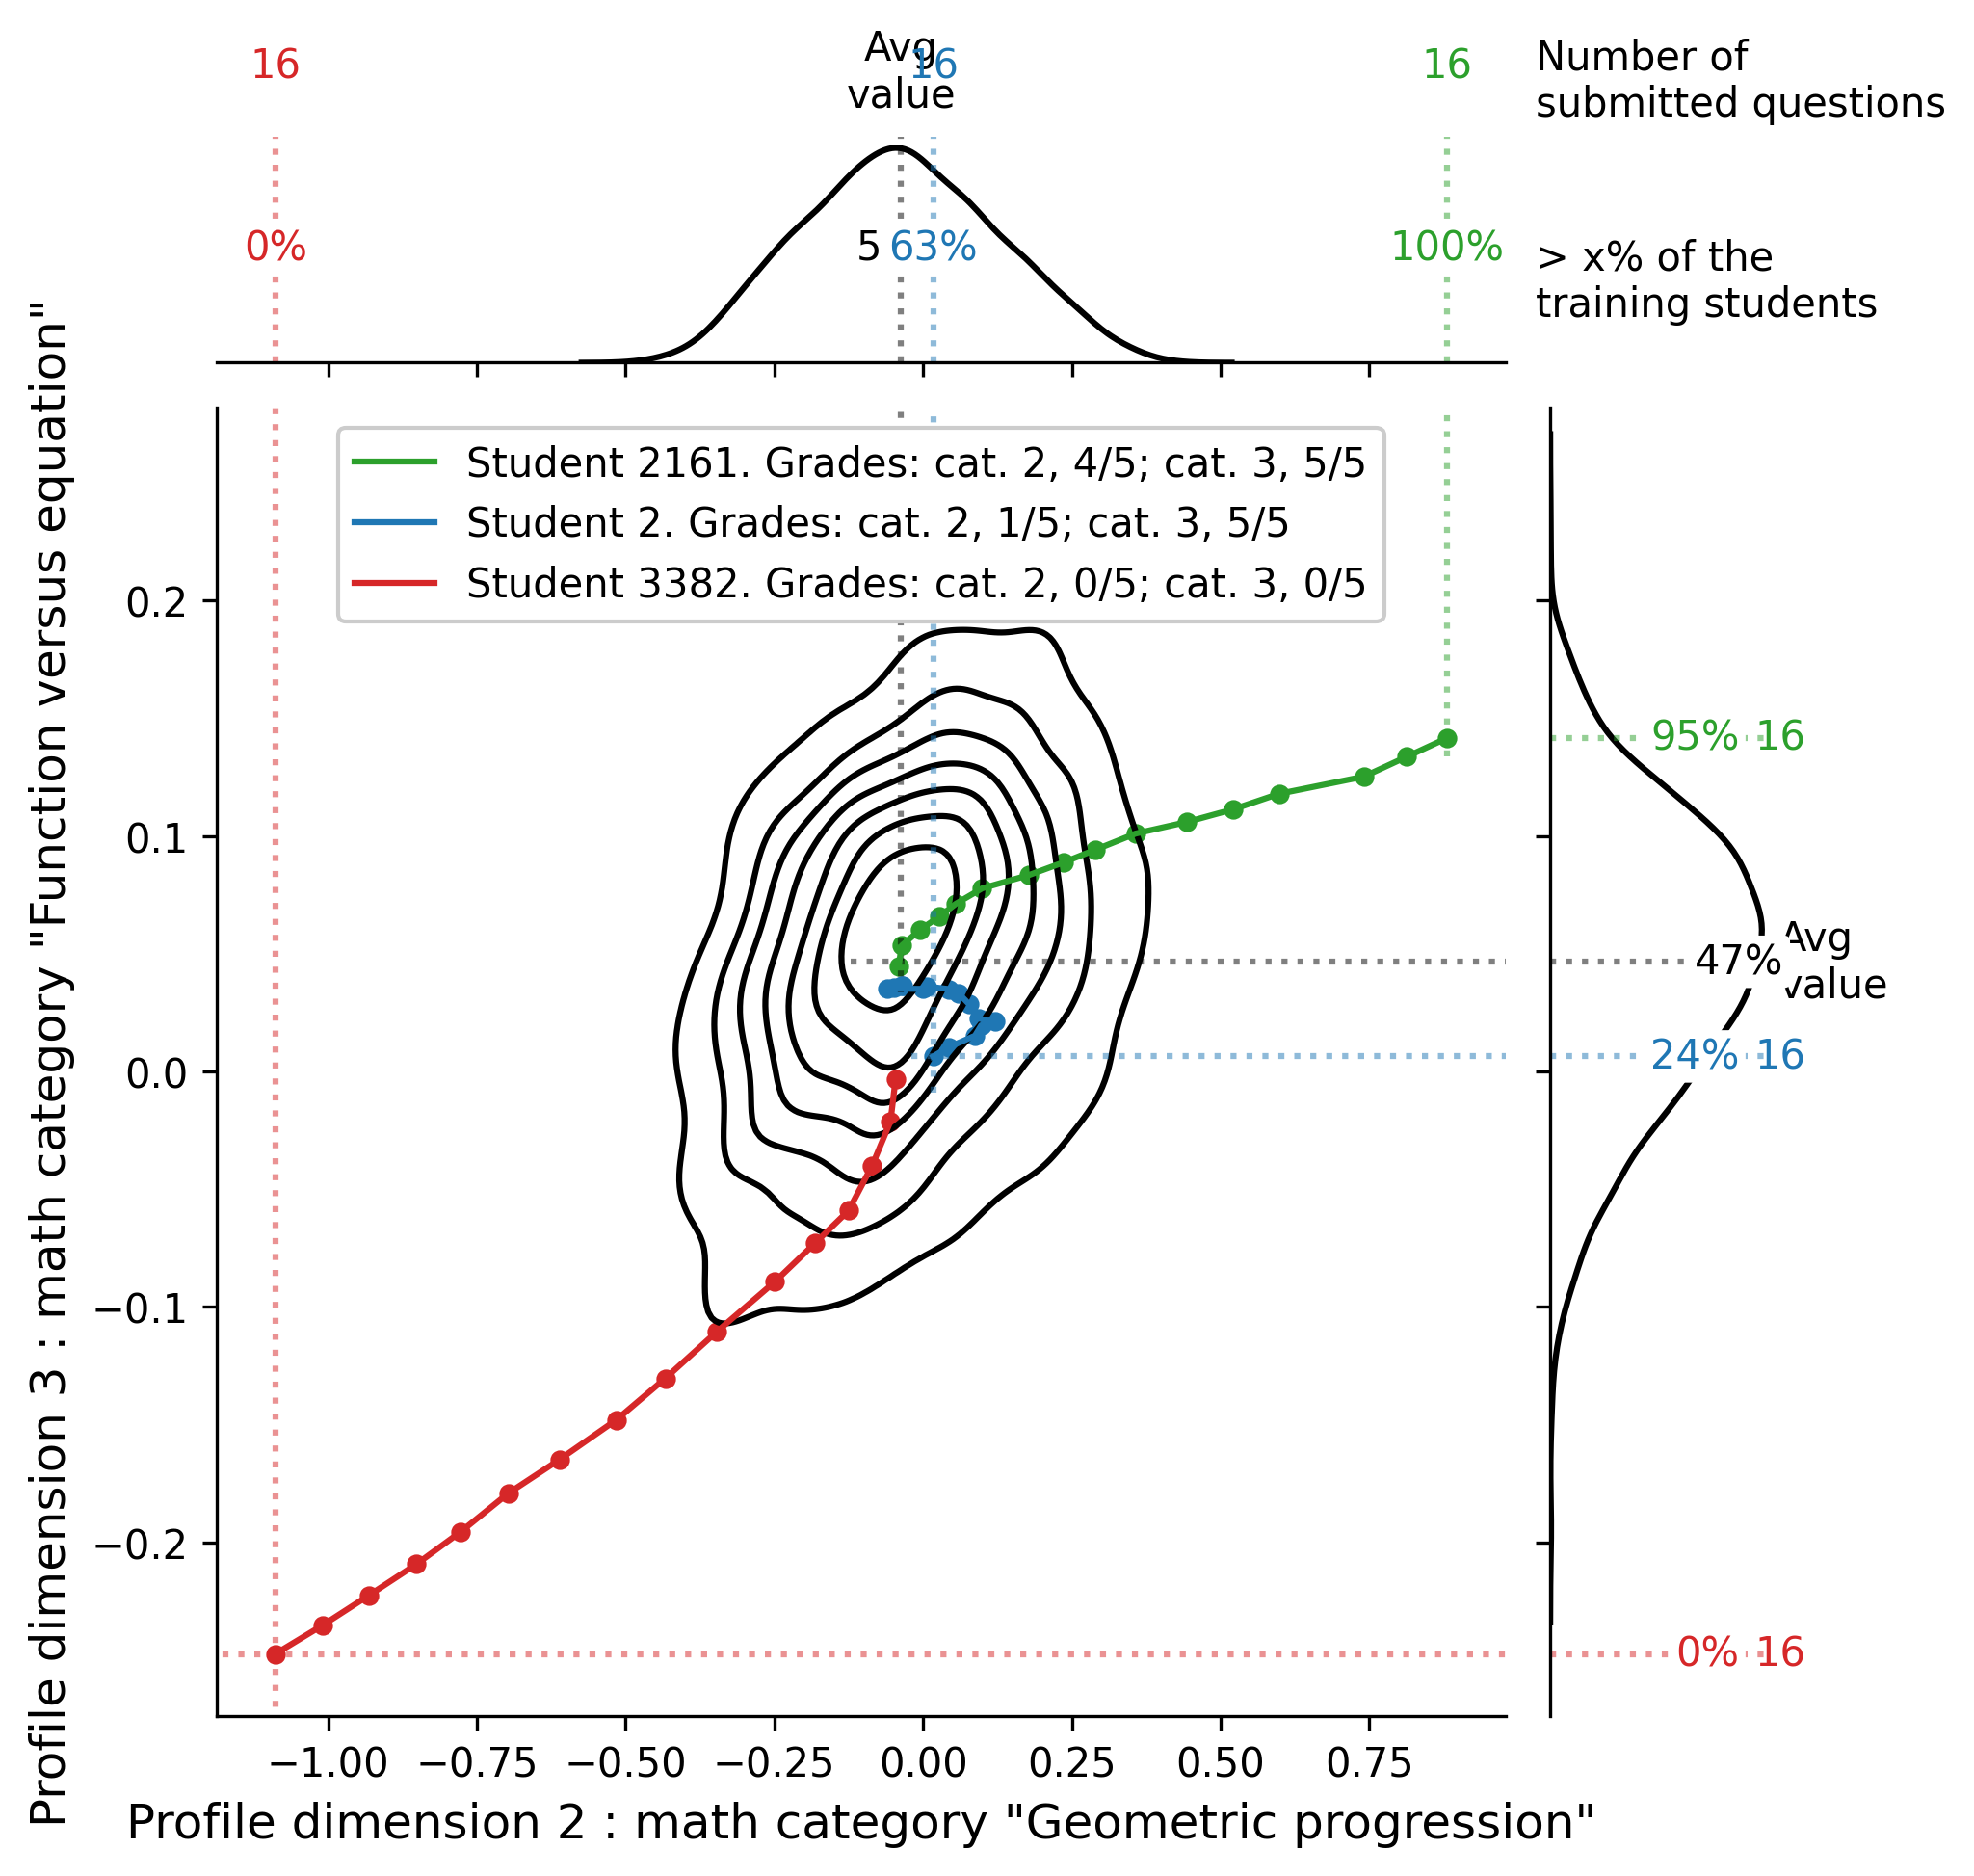 16
Avg
value
16
16
Number of
submitted questions
0%
5
63%
100%
> x% of the
training students
Profile dimension 3 : math category "Function versus equation"
Student 2161. Grades: cat. 2, 4/5; cat. 3, 5/5
Student 2. Grades: cat. 2, 1/5; cat. 3, 5/5
Student 3382. Grades: cat. 2, 0/5; cat. 3, 0/5
0.2
0.1
0.0
−0.1
−0.2
95% 16
Avg
value
47%
24% 16
0% 16
−1.00 −0.75 −0.50 −0.25 0.00 0.25 0.50 0.75
Profile dimension 2 : math category "Geometric progression"